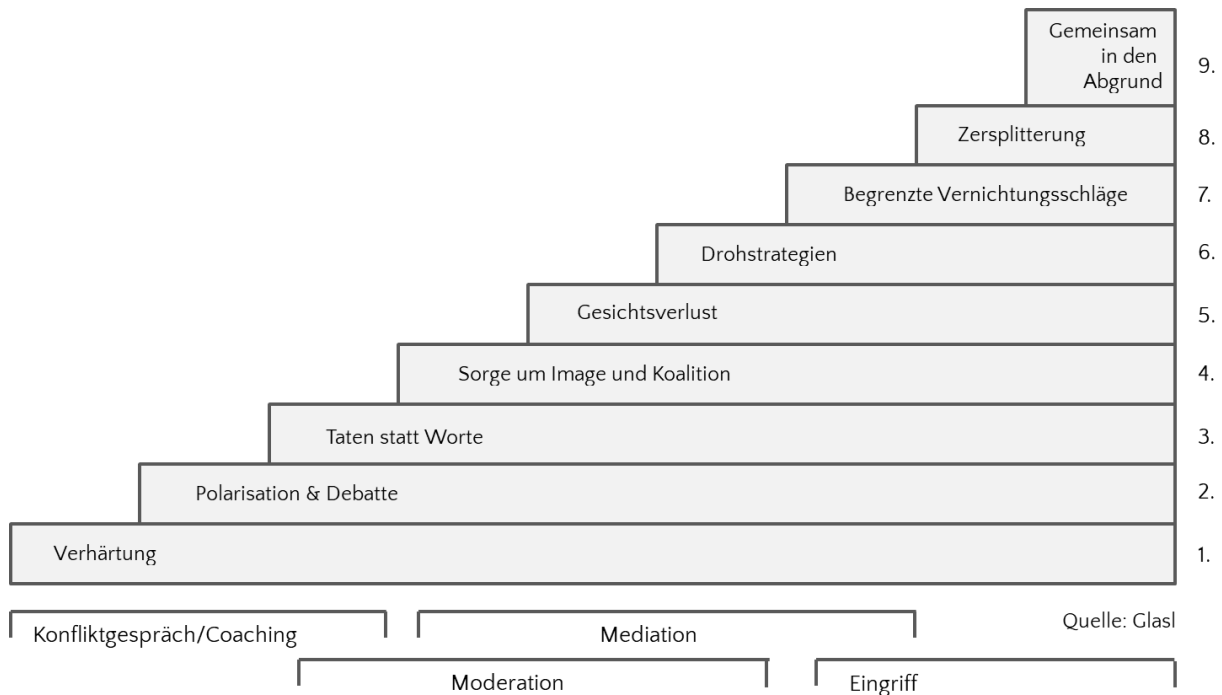 Gemeinsam
in den
Abgrund
9.
Zersplitterung
8.
Begrenzte Vernichtungsschläge
7.
Drohstrategien
6.
Gesichtsverlust
5.
Sorge um Image und Koalition
4.
Taten statt Worte
3.
Polarisation & Debatte
2.
Verhärtung
1.
Quelle: Glasl
Konfliktgespräch/Coaching
Mediation
Moderation
Eingriff